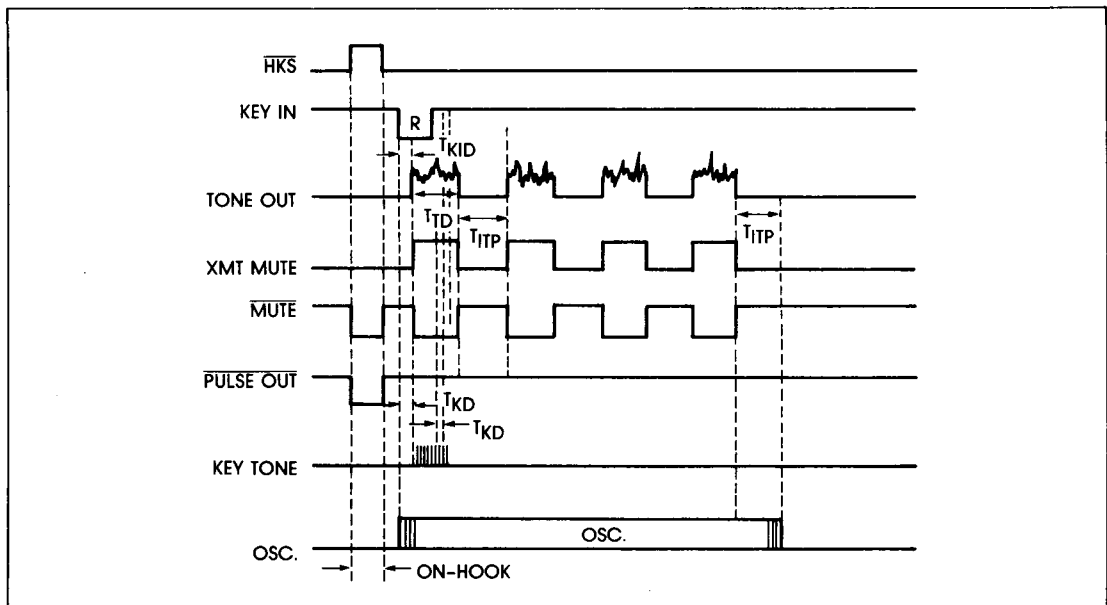 HKS
KEY IN
R
TKID
TONE OUT
TTD
TITP
TITP
XMT MUTE
MUTE
PULSE OUT
TKD
TKD
KEY TONE
OSC.
OSC.
ON-HOOK